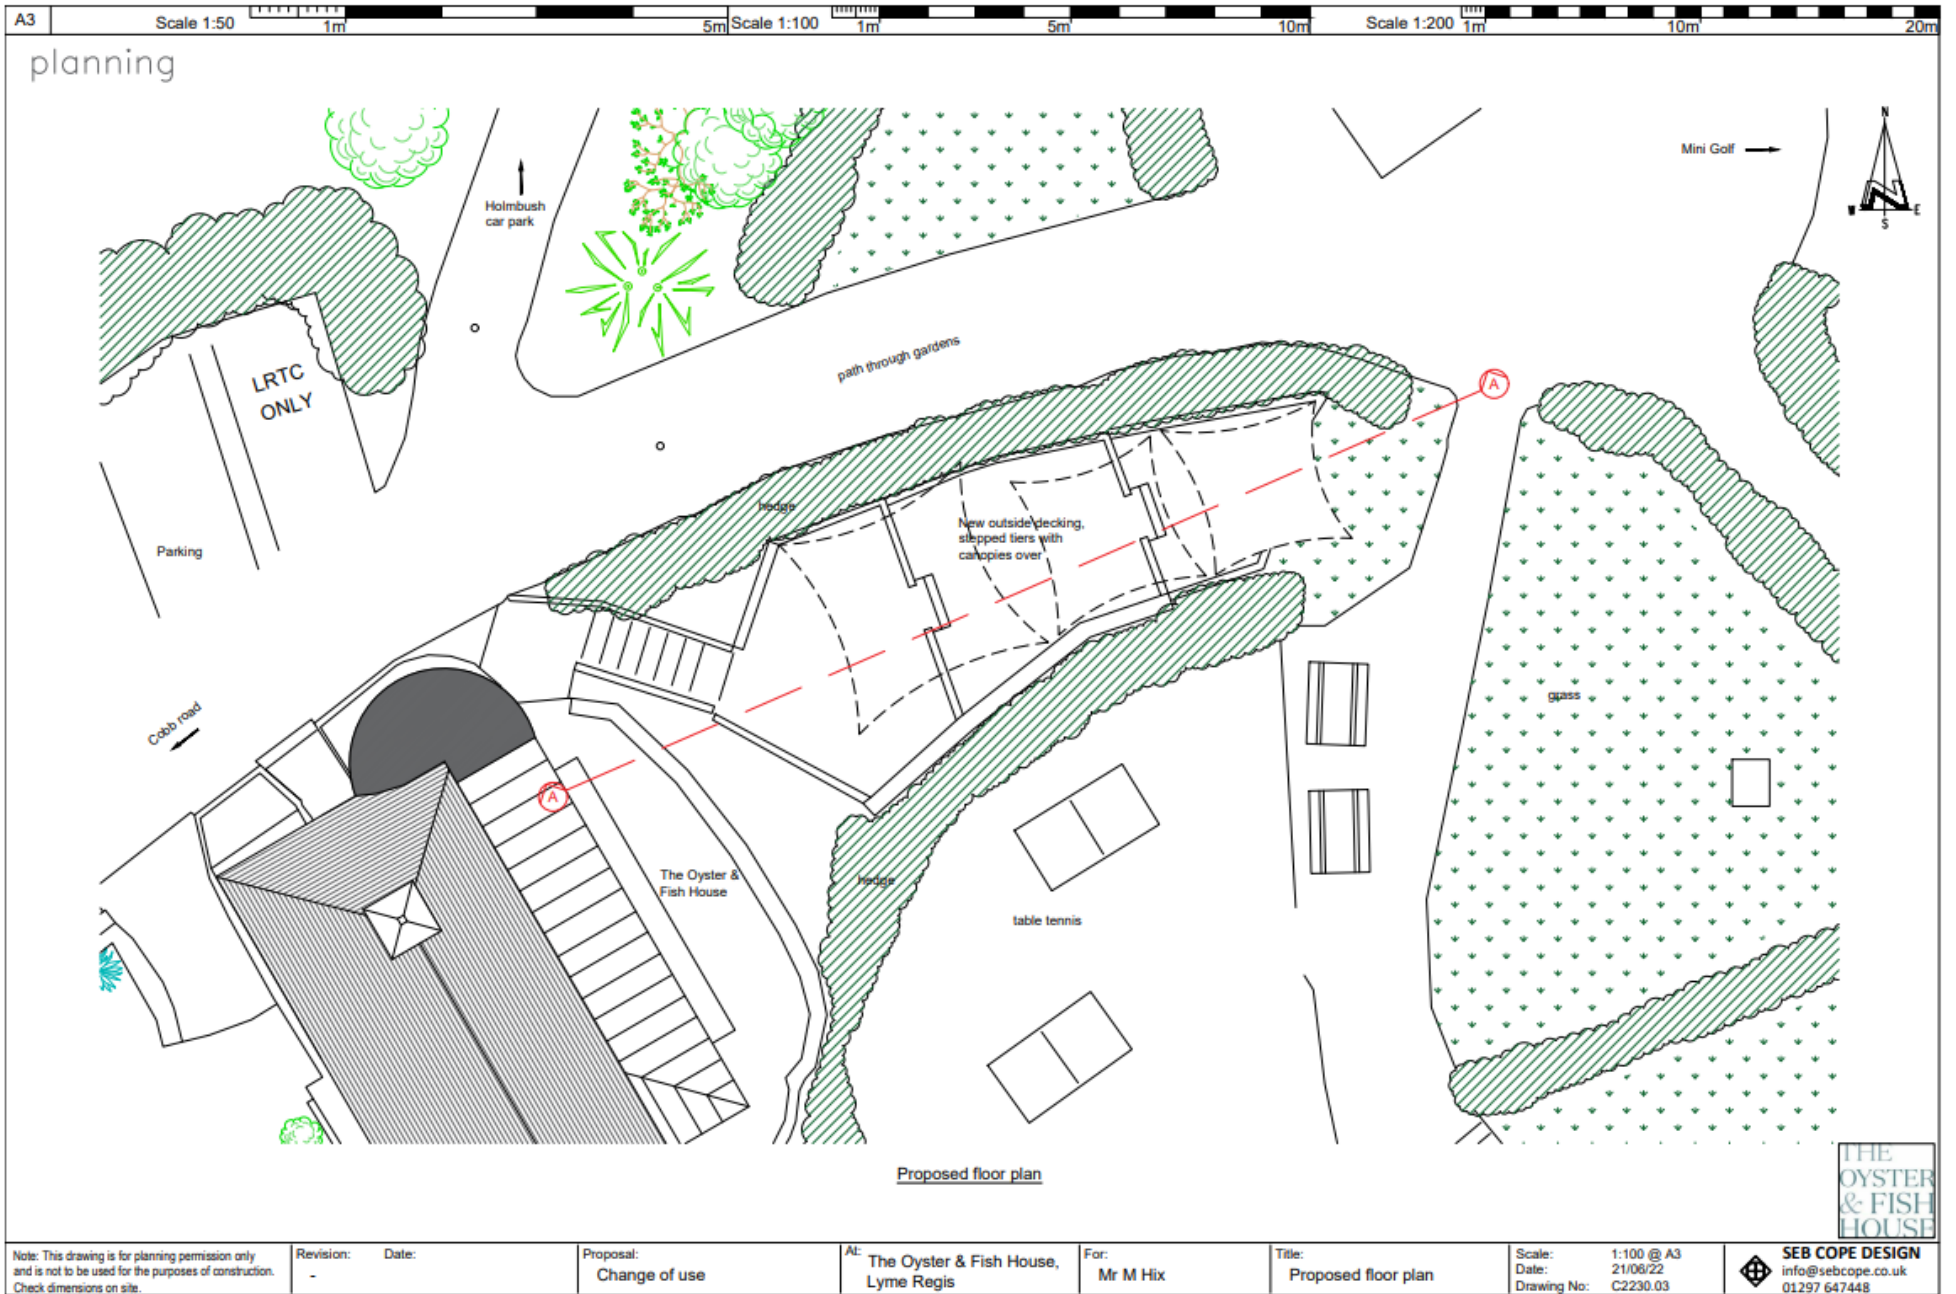 A3
Scale 1:50
1m
5m
Scale 1:100
1m
5m
10m
Scale 1:200
1m
10m
20m
planning
Mini Golf
N
W
E
S
Holmbush
car park
LRTC
ONLY
path through gardens
A
hedge
New outside decking,
stepped tiers with
canopies over
Parking
grass
Cobb road
A
The Oyster &
Fish House
hedge
table tennis
Proposed floor plan
THE
OYSTER
& FISH
HOUSE
Note: This drawing is for planning permission only
and is not to be used for the purposes of construction.
Check dimensions on site.
Revision:
Date:
-
Proposal:
Change of use
At:
The Oyster & Fish House,
Lyme Regis
For:
Mr M Hix
Title:
Proposed floor plan
Scale: 1:100 @ A3
Date: 21/06/22
Drawing No: C2230.03
SEB COPE DESIGN
info@sebcope.co.uk
01297 647448